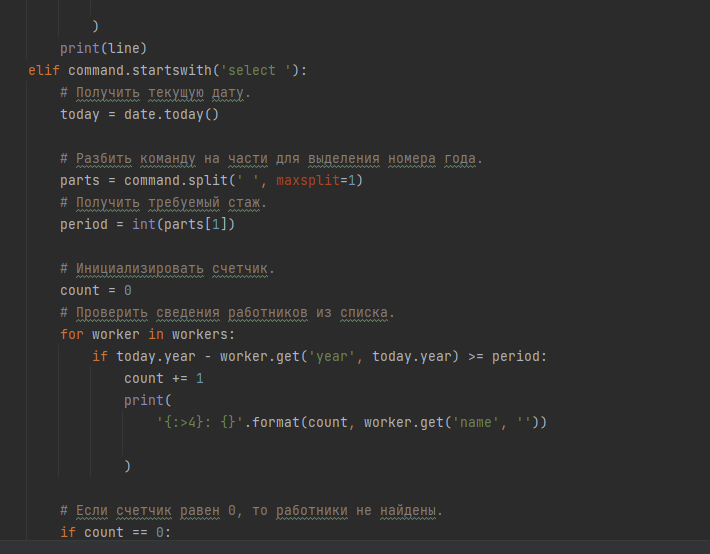 )
print(line)
elif command.startswith('select '):
# Получить текущую дату.
today = date.today()
# Разбить команду на части для выделения номера года.
parts = command.split(' ', maxsplit=1)
# Получить требуемый стаж.
period = int(parts[1])
# Инициализировать счетчик.
count = 0
# Проверить сведения работников из списка.
for worker in workers:
if today.year - worker.get('year', today.year) >= period:
count += 1
print(
'{:>4}: {}'.format(count, worker.get('name', ''))
)
# Если счетчик равен 0, то работники не найдены.
if count == 0: